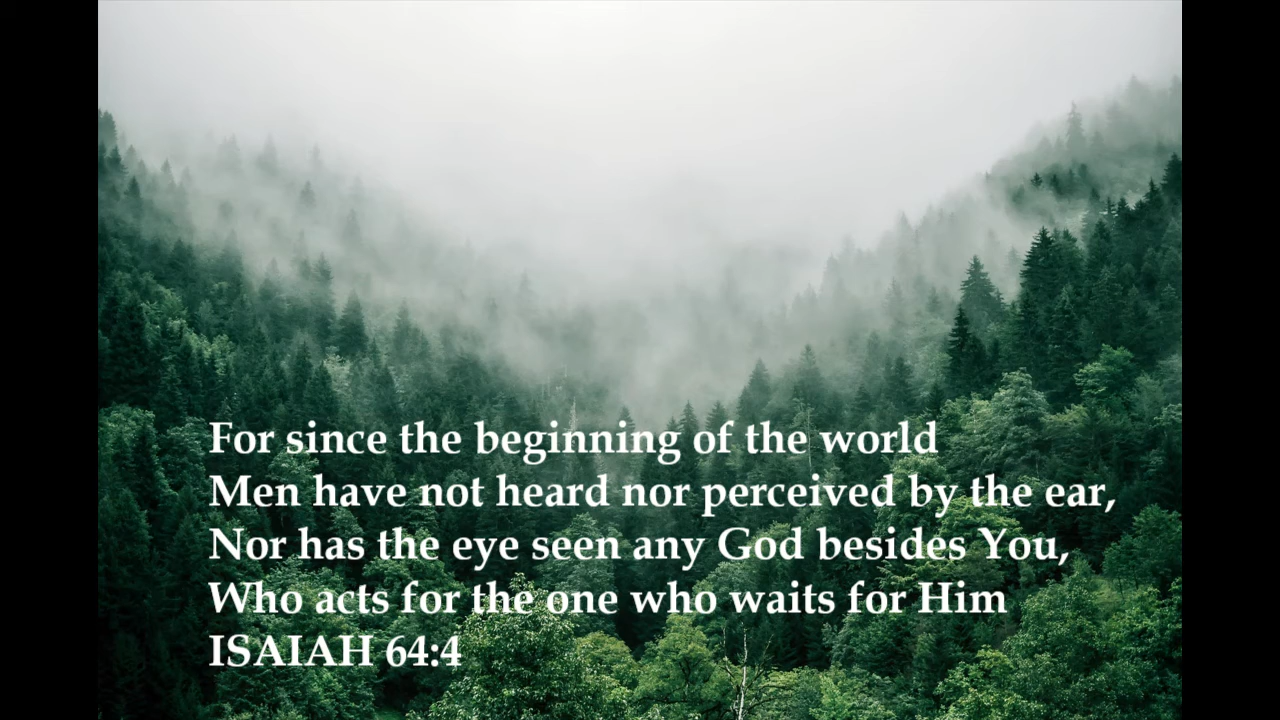 For since the beginning of the world
Men have not heard nor perceived by the ear,
Nor has the eye seen any God besides You,
Who acts for the one who waits for Him
ISAIAH 64:4